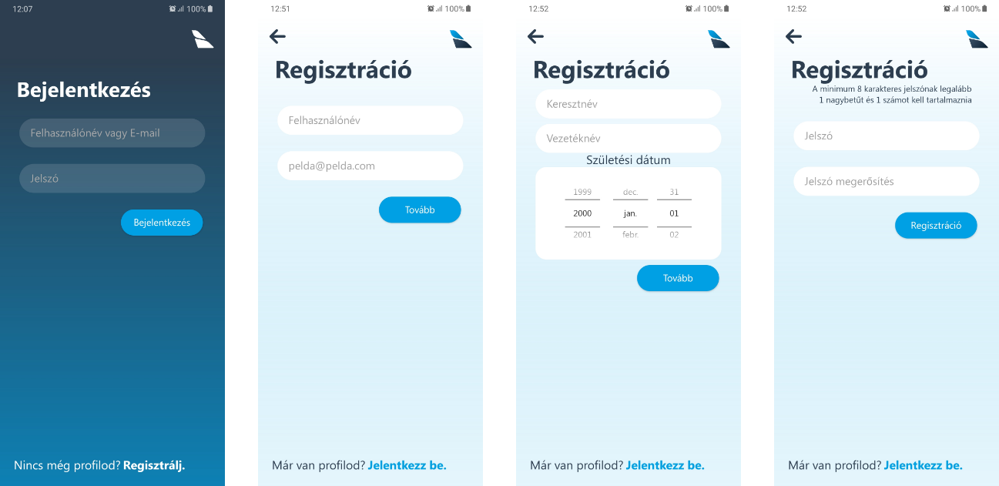 12:07
100%
Bejelentkezés
Felhasználónév vagy E-mail
Jelszó
Bejelentkezés
Nincs még profilod? Regisztrálj.
12:51
100%
Regisztráció
Felhasználónév
pelda@pelda.com
Tovább
Már van profilod? Jelentkezz be.
12:52
100%
Regisztráció
Keresztnév
Vezetéknév
Születési dátum
1999 dec. 31
2000 jan. 01
2001 febr. 02
Tovább
Már van profilod? Jelentkezz be.
12:52
100%
Regisztráció
A minimum 8 karakteres jelszónak legalább
1 nagybetűt és 1 számot kell tartalmaznia
Jelszó
Jelszó megerősítés
Regisztráció
Már van profilod? Jelentkezz be.